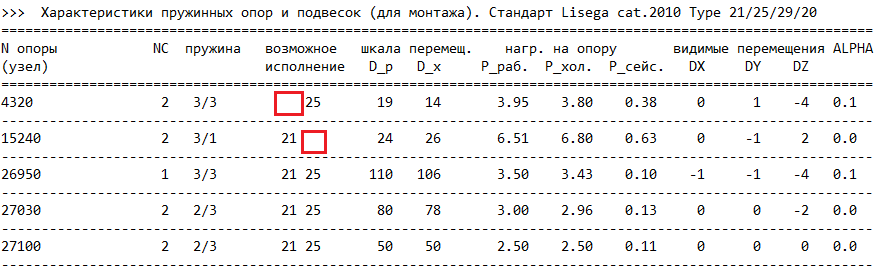 >>> Характеристики пружинных опор и подвесок (для монтажа). Стандарт Lisega cat.2010 Type 21/25/29/20
N опоры NC пружина возможное шкала перемещ. нагр. на опору видимые перемещения ALPHA
(узел) исполнение D_p D_x P_раб. P_хол. P_сейс. DX DY DZ
4320 2 3/3 25 19 14 3.95 3.80 0.38 0 1 -4 0.1
15240 2 3/1 21 24 26 6.51 6.80 0.63 0 -1 2 0.0
26950 1 3/3 21 25 110 106 3.50 3.43 0.10 -1 -1 -4 0.1
27030 2 2/3 21 25 80 78 3.00 2.96 0.13 0 0 -2 0.0
27100 2 2/3 21 25 50 50 2.50 2.50 0.11 0 0 0 0.0